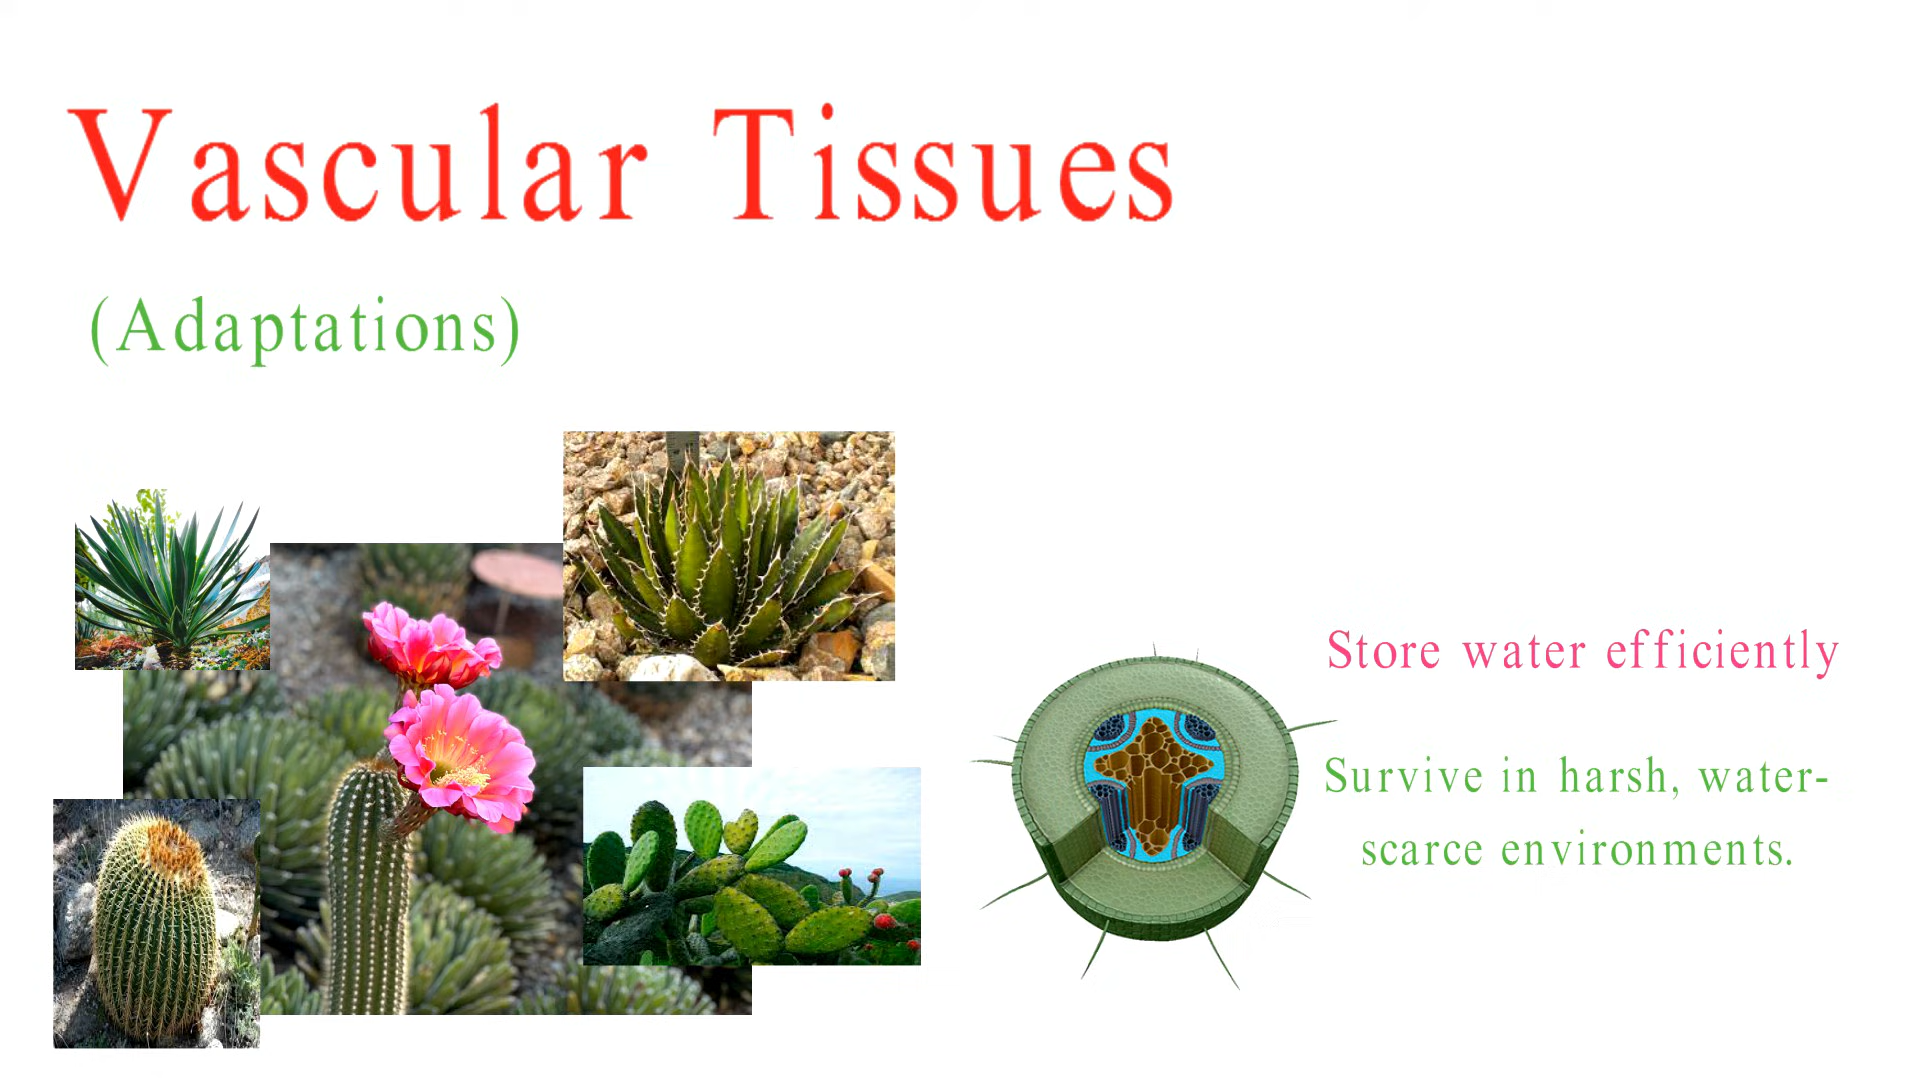 Vascular Tissues
(Adaptations)
Store water efficiently
Survive in harsh, water-
scarce environments.